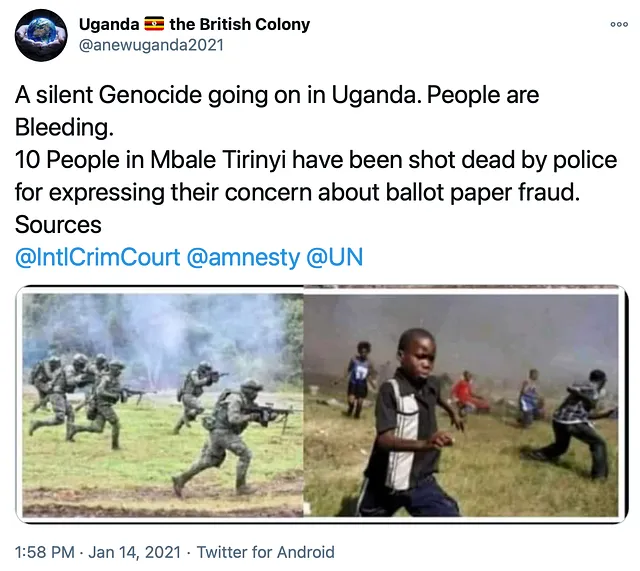 Uganda 🇺🇬 the British Colony
@anewuganda2021
A silent Genocide going on in Uganda. People are
Bleeding.
10 People in Mbale Tirinyi have been shot dead by police
for expressing their concern about ballot paper fraud.
Sources
@IntlCrimCourt @amnesty @UN
1:58 PM · Jan 14, 2021 · Twitter for Android